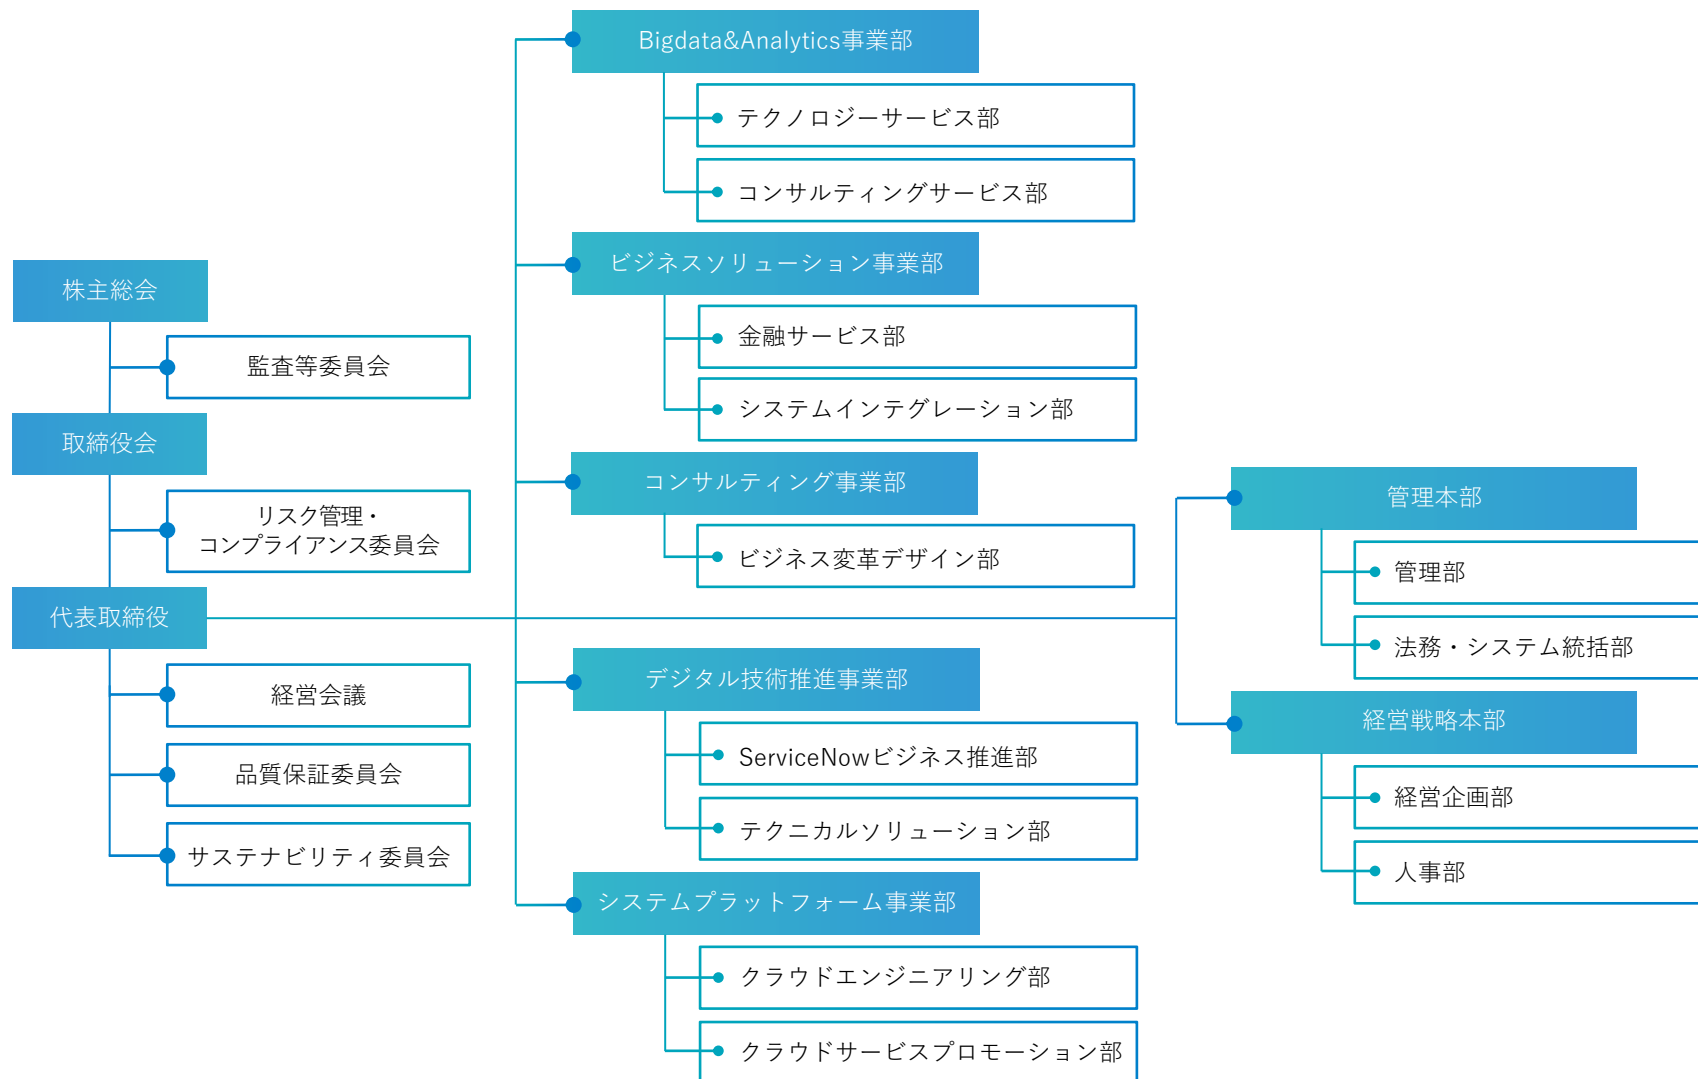 株主総会
監査等委員会
取締役会
リスク管理・
コンプライアンス委員会
代表取締役
経営会議
品質保証委員会
サステナビリティ委員会
Bigdata&Analytics事業部
テクノロジーサービス部
コンサルティングサービス部
ビジネスソリューション事業部
金融サービス部
システムインテグレーション部
コンサルティング事業部
ビジネス変革デザイン部
デジタル技術推進事業部
ServiceNowビジネス推進部
テクニカルソリューション部
システムプラットフォーム事業部
クラウドエンジニアリング部
クラウドサービスプロモーション部
管理本部
管理部
法務・システム統括部
経営戦略本部
経営企画部
人事部